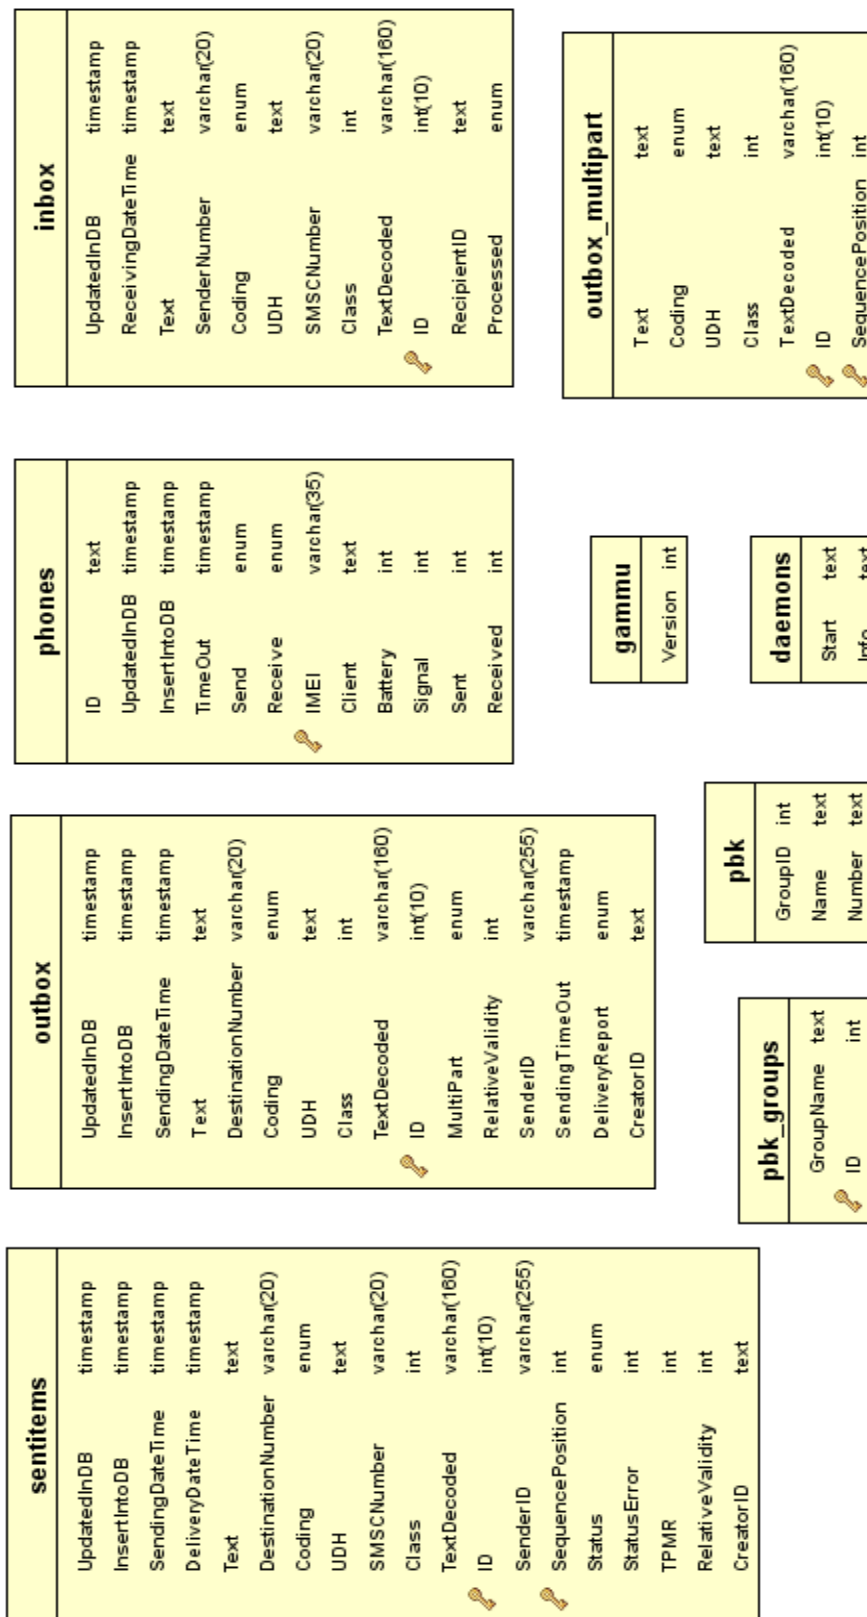 sentitems
UpdatedInDB timestamp
InsertIntoDB timestamp
SendingDateTime timestamp
DeliveryDateTime timestamp
Text text
DestinationNumber varchar(20)
Coding enum
UDH text
SMSCNumber varchar(20)
Class int
TextDecoded varchar(160)
ID int(10)
SenderID varchar(255)
SequencePosition int
Status enum
StatusError int
TPMR int
RelativeValidity int
CreatorID text
outbox
UpdatedInDB timestamp
InsertIntoDB timestamp
SendingDateTime timestamp
Text text
DestinationNumber varchar(20)
Coding enum
UDH text
Class int
TextDecoded varchar(160)
ID int(10)
MultiPart enum
RelativeValidity int
SenderID varchar(255)
SendingTimeOut timestamp
DeliveryReport enum
CreatorID text
phones
ID text
UpdatedInDB timestamp
InsertIntoDB timestamp
TimeOut timestamp
Send enum
Receive enum
IMEI varchar(35)
Client text
Battery int
Signal int
Sent int
Received int
inbox
UpdatedInDB timestamp
ReceivingDateTime timestamp
Text text
SenderNumber varchar(20)
Coding enum
UDH text
SMSCNumber varchar(20)
Class int
TextDecoded varchar(160)
ID int(10)
RecipientID text
Processed enum
pbk_groups
GroupName text
ID int
pbk
GroupID int
Name text
Number text
gammu
Version int
daemons
Start text
Info text
outbox_multipart
Text text
Coding enum
UDH text
Class int
TextDecoded varchar(160)
ID int(10)
SequencePosition int